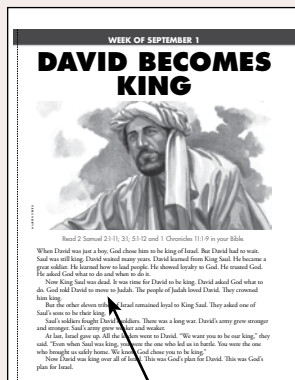 WEEK OF SEPTEMBER 1
DAVID BECOMES
KING
Read 2 Samuel 2:1-11; 3:1; 5:1-12 and 1 Chronicles 11:1-9 in your Bible.
When David was just a boy, God chose him to be king of Israel. But David had to wait.
Saul was still king. David waited many years. David learned from King Saul. He became a
great soldier. He learned how to lead people. He showed loyalty to God. He trusted God.
He asked God what to do and when to do it.
Now King Saul was dead. It was time for David to be king. David asked God what to
do. God told David to move to Judah. The people of Judah loved David. They crowned
him king.
But the other eleven tribes of Israel remained loyal to King Saul. They asked one of
Saul's sons to be their king.
Saul's soldiers fought David's soldiers. There was a long war. David's army grew stronger
and stronger. Saul's army grew weaker and weaker.
At last, Israel gave up. All the leaders went to David. "We want you to be our king," they
said. "Even when Saul was king, you were the one who led us in battle. You were the one
who brought us safely home. We know God chose you to be king."
Now David was king over all of Israel. This was God's plan for David. This was God's
plan for Israel.